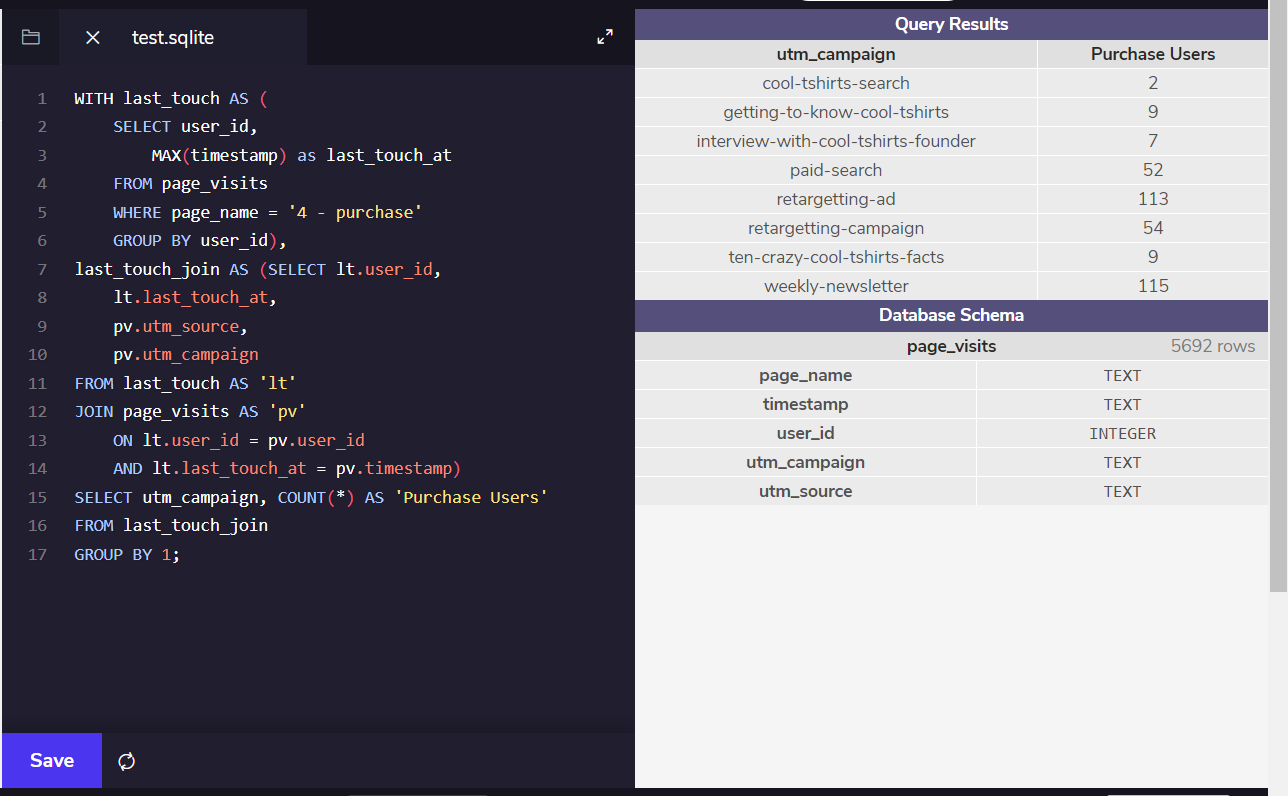 test.sqlite
1 WITH last_touch AS (
2 SELECT user_id,
3 MAX(timestamp) as last_touch_at
4 FROM page_visits
5 WHERE page_name = '4 - purchase'
6 GROUP BY user_id),
7 last_touch_join AS (SELECT lt.user_id,
8 lt.last_touch_at,
9 pv.utm_source,
10 pv.utm_campaign
11 FROM last_touch AS 'lt'
12 JOIN page_visits AS 'pv'
13 ON lt.user_id = pv.user_id
14 AND lt.last_touch_at = pv.timestamp)
15 SELECT utm_campaign, COUNT(*) AS 'Purchase Users'
16 FROM last_touch_join
17 GROUP BY 1;
Save
Query Results
utm_campaign Purchase Users
cool-tshirts-search 2
getting-to-know-cool-tshirts 9
interview-with-cool-tshirts-founder 7
paid-search 52
retargetting-ad 113
retargetting-campaign 54
ten-crazy-cool-tshirts-facts 9
weekly-newsletter 115
Database Schema
page_visits 5692 rows
page_name TEXT
timestamp TEXT
user_id INTEGER
utm_campaign TEXT
utm_source TEXT